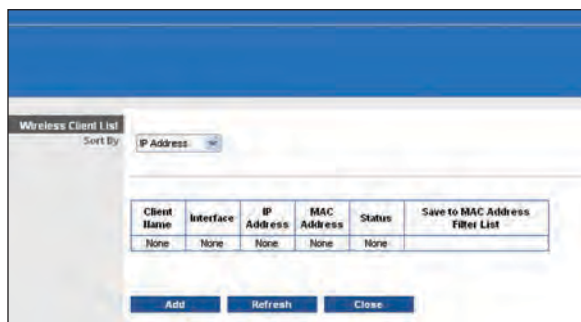 Wireless Client List
Sort By IP Address
Client Name Interface IP Address MAC Address Status Save to MAC Address Filter List
None None None None None
Add Refresh Close